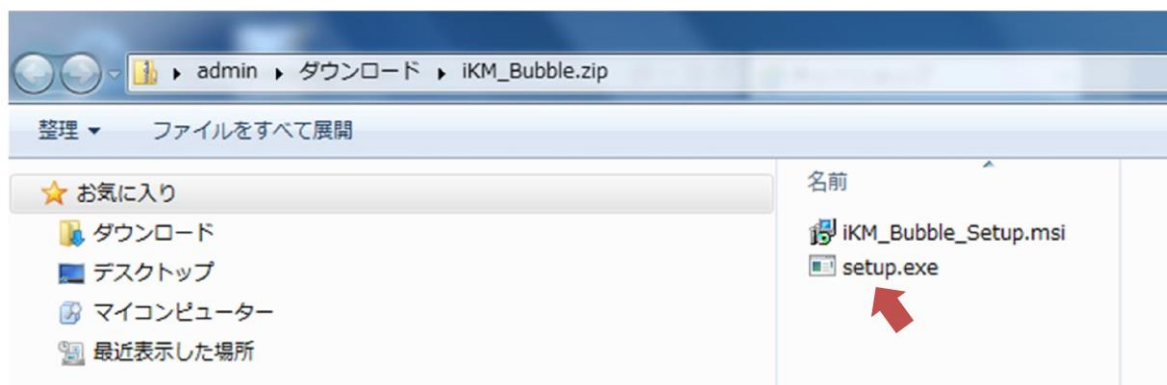 admin ▸ ダウンロード ▸ iKM_Bubble.zip
整理 ファイルをすべて展開
お気に入り
ダウンロード
デスクトップ
マイコンピューター
最近表示した場所
名前
iKM_Bubble_Setup.msi
setup.exe